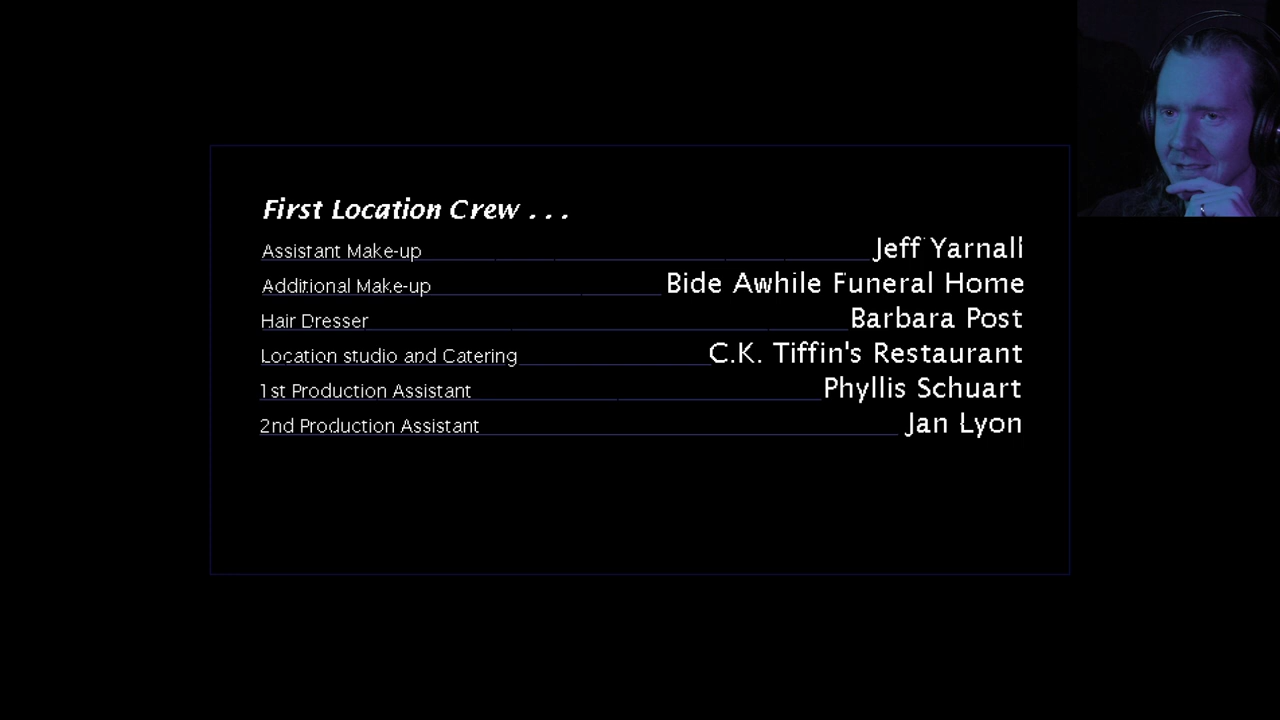 First Location Crew . . .
Assistant Make-up Jeff Yarnall
Additional Make-up Bide Awhile Funeral Home
Hair Dresser Barbara Post
Location studio and Catering C.K. Tiffin's Restaurant
1st Production Assistant Phyllis Schuart
2nd Production Assistant Jan Lyon